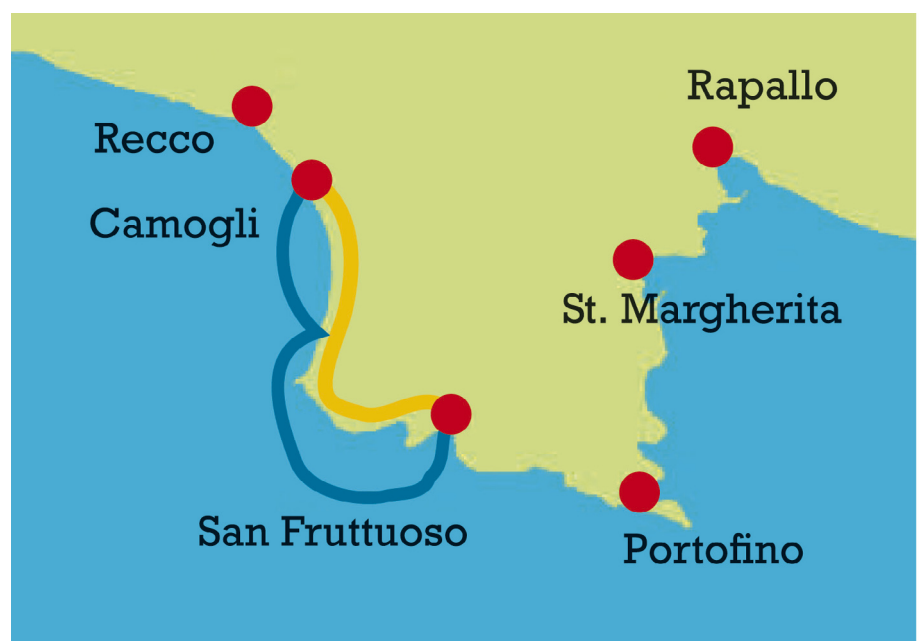 Rapallo
Recco
Camogli
St. Margherita
San Fruttuoso
Portofino